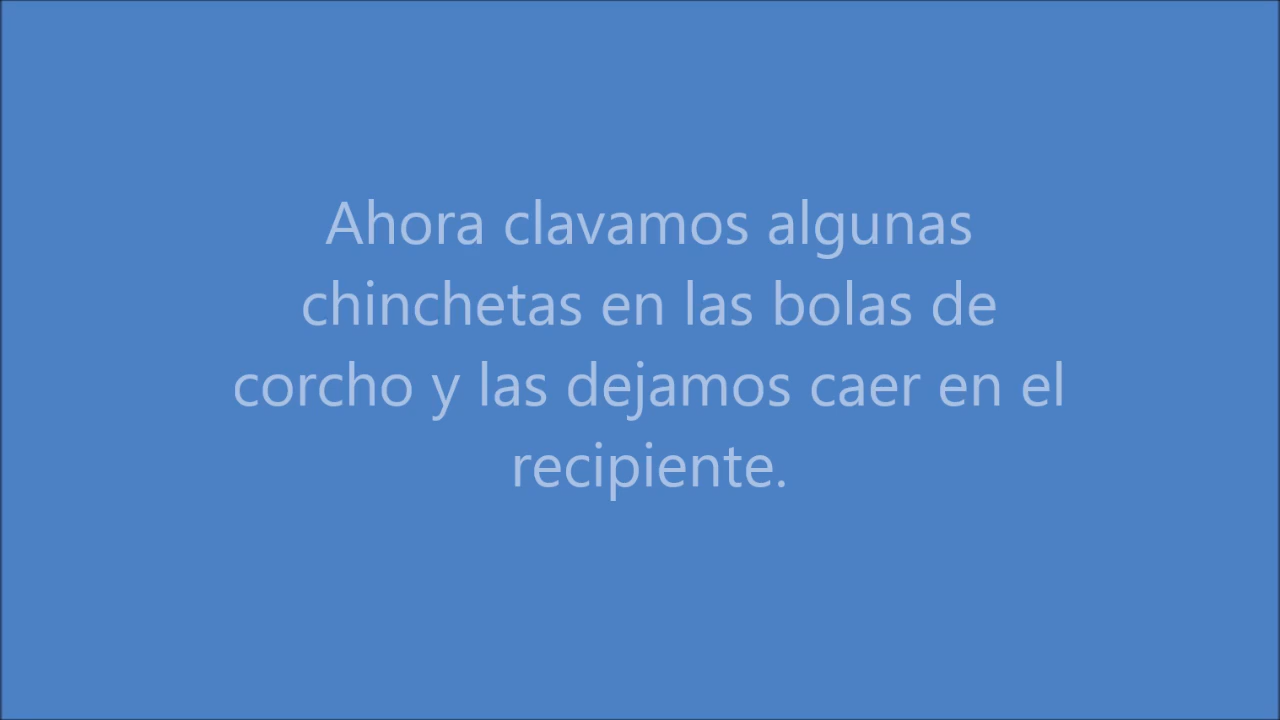 Ahora clavamos algunas
chinchetas en las bolas de
corcho y las dejamos caer en el
recipiente.